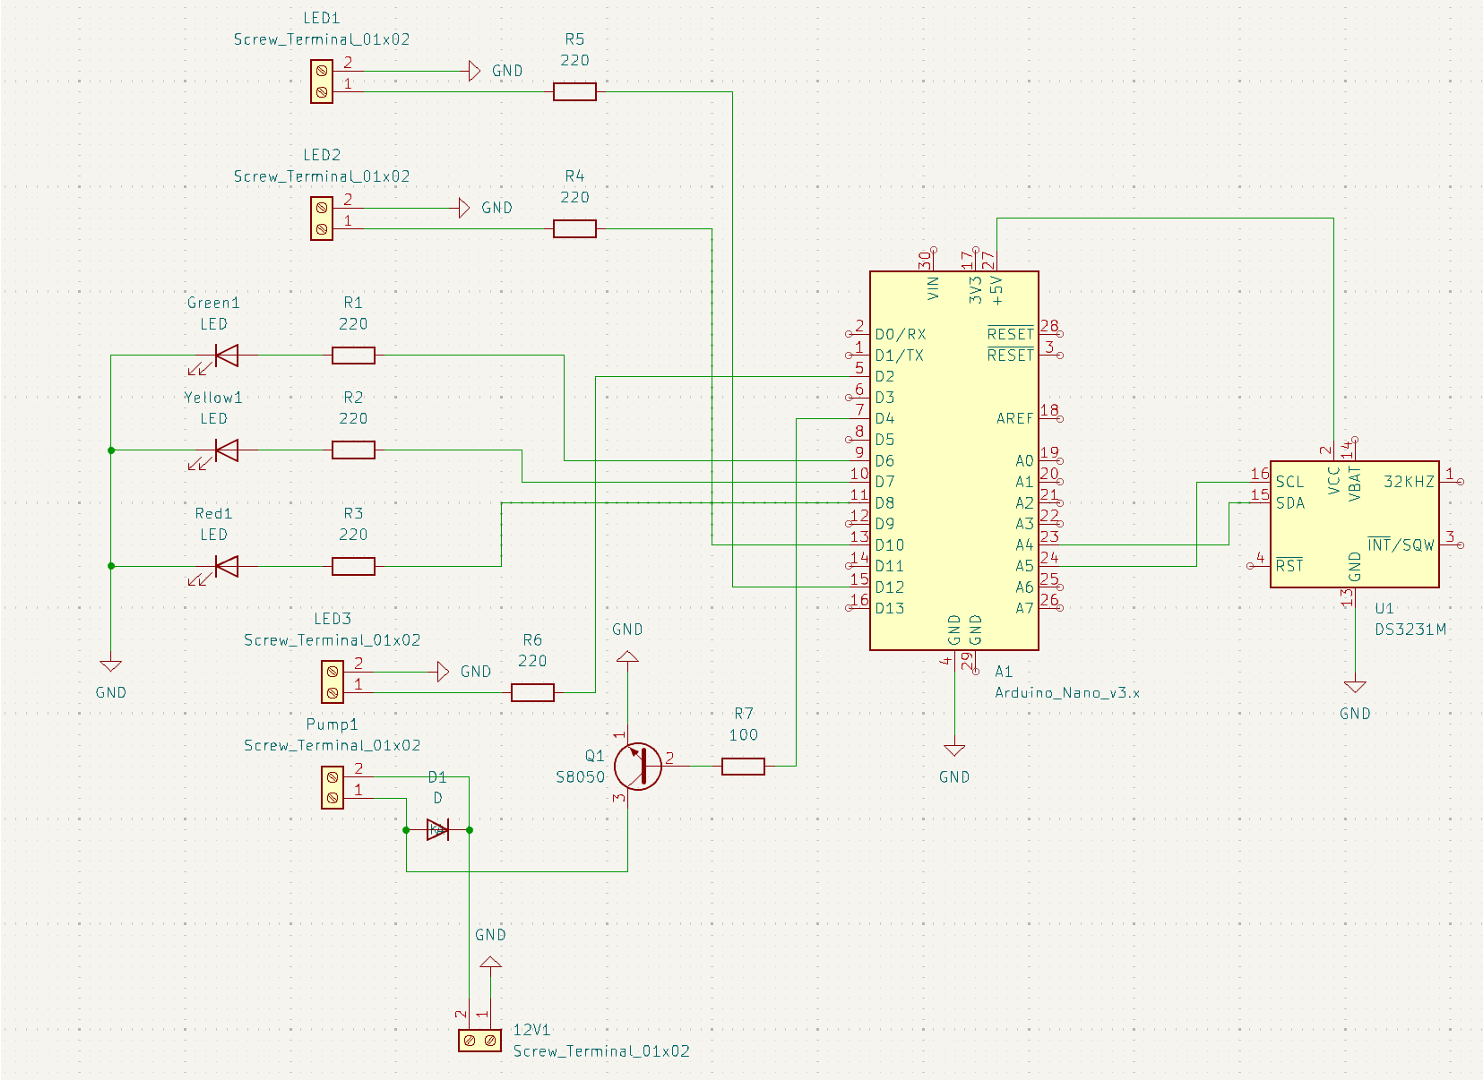 LED1
Screw_Terminal_01x02
2
1
GND
R5
220
LED2
Screw_Terminal_01x02
2
1
GND
R4
220
Green1
LED
R1
220
Yellow1
LED
R2
220
Red1
LED
R3
220
GND
LED3
Screw_Terminal_01x02
2
1
GND
R6
220
Pump1
Screw_Terminal_01x02
2
1
D1
D
GND
1
Q1
S8050
2
3
R7
100
GND
2
1
12V1
Screw_Terminal_01x02
30
17
27
VIN
3V3
+5V
2 D0/RX
1 D1/TX
5 D2
6 D3
7 D4
8 D5
9 D6
10 D7
11 D8
12 D9
13 D10
14 D11
15 D12
16 D13
RESET 28
RESET 3
AREF 18
A0 19
A1 20
A2 21
A3 22
A4 23
A5 24
A6 25
A7 26
GND
GND
4
29
A1
Arduino_Nano_v3.x
GND
2
14
VCC
VBAT
16 SCL
15 SDA
4 RST
32KHZ 1
INT/SQW 3
GND
13
U1
DS3231M
GND